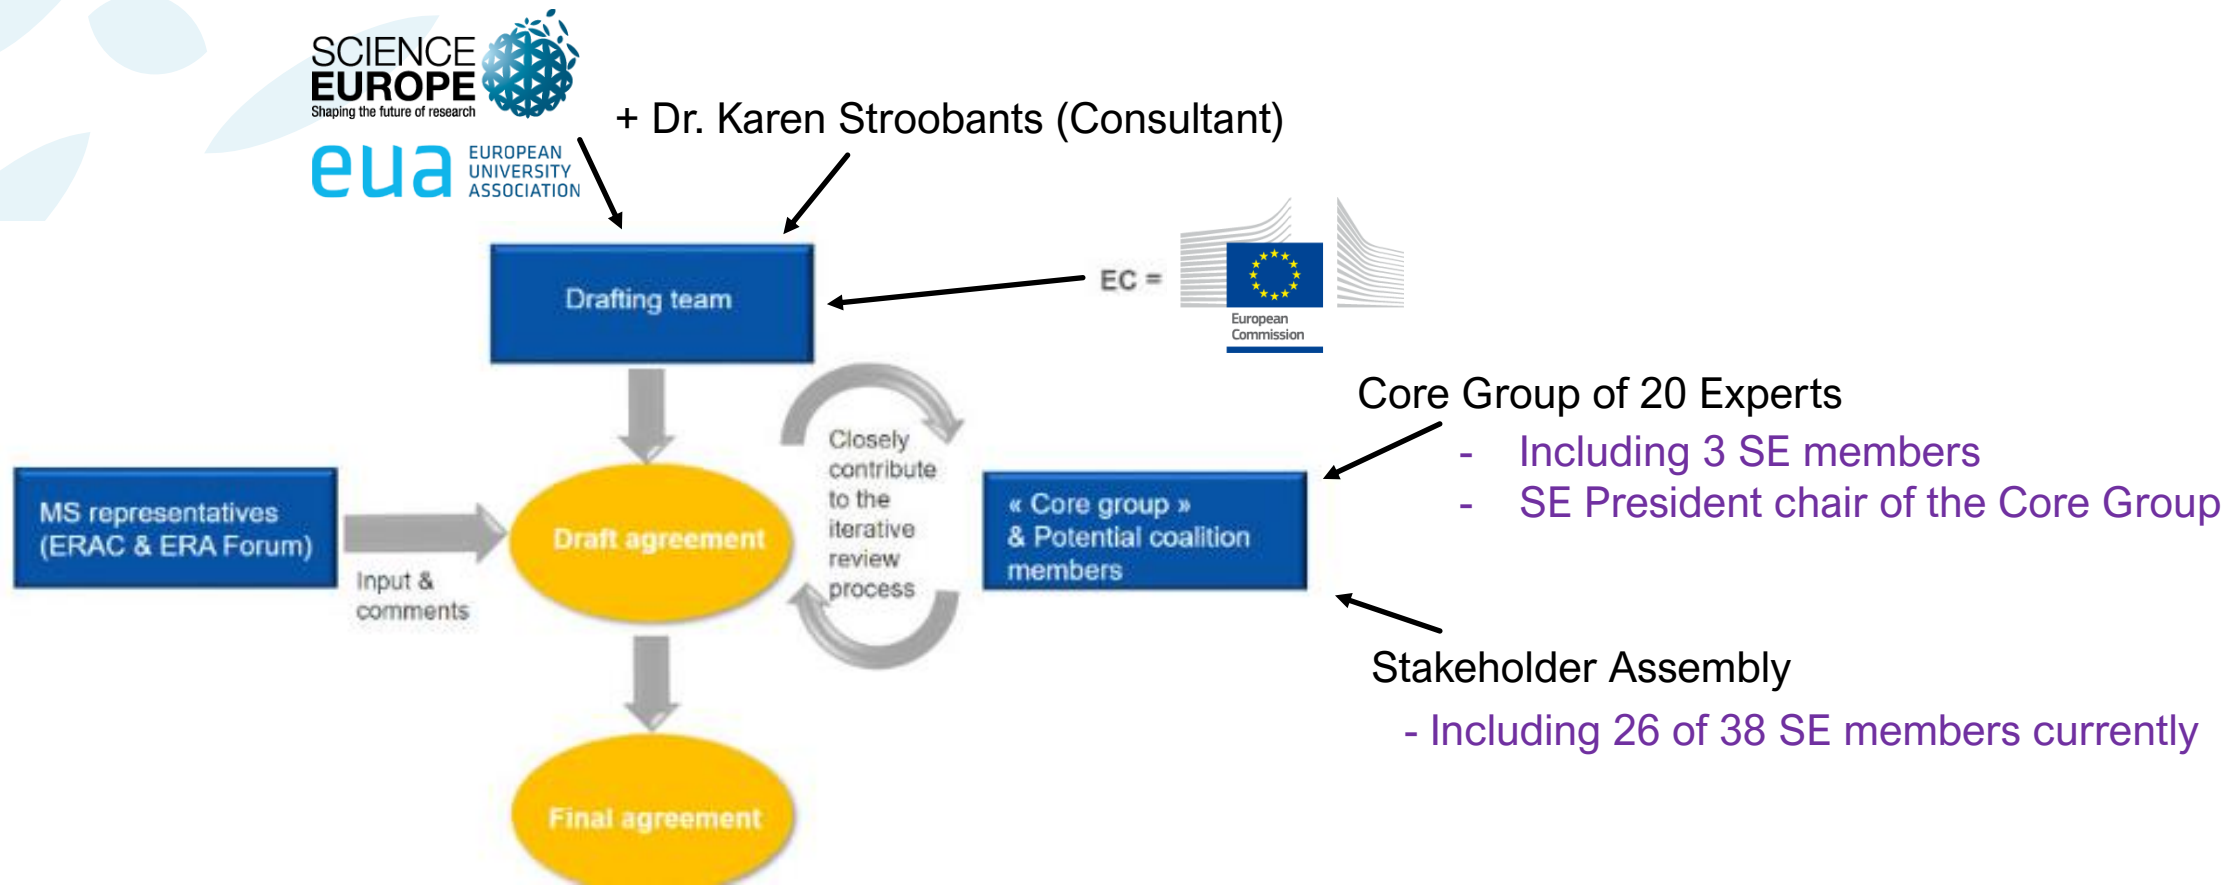 SCIENCE
EUROPE
Shaping the future of research
eua EUROPEAN
UNIVERSITY
ASSOCIATION
+ Dr. Karen Stroobants (Consultant)
Drafting team
EC =
European
Commission
Core Group of 20 Experts
- Including 3 SE members
- SE President chair of the Core Group
Closely
contribute
to the
iterative
review
process
« Core group »
& Potential coalition
members
MS representatives
(ERAC & ERA Forum)
Input &
comments
Draft agreement
Stakeholder Assembly
- Including 26 of 38 SE members currently
Final agreement